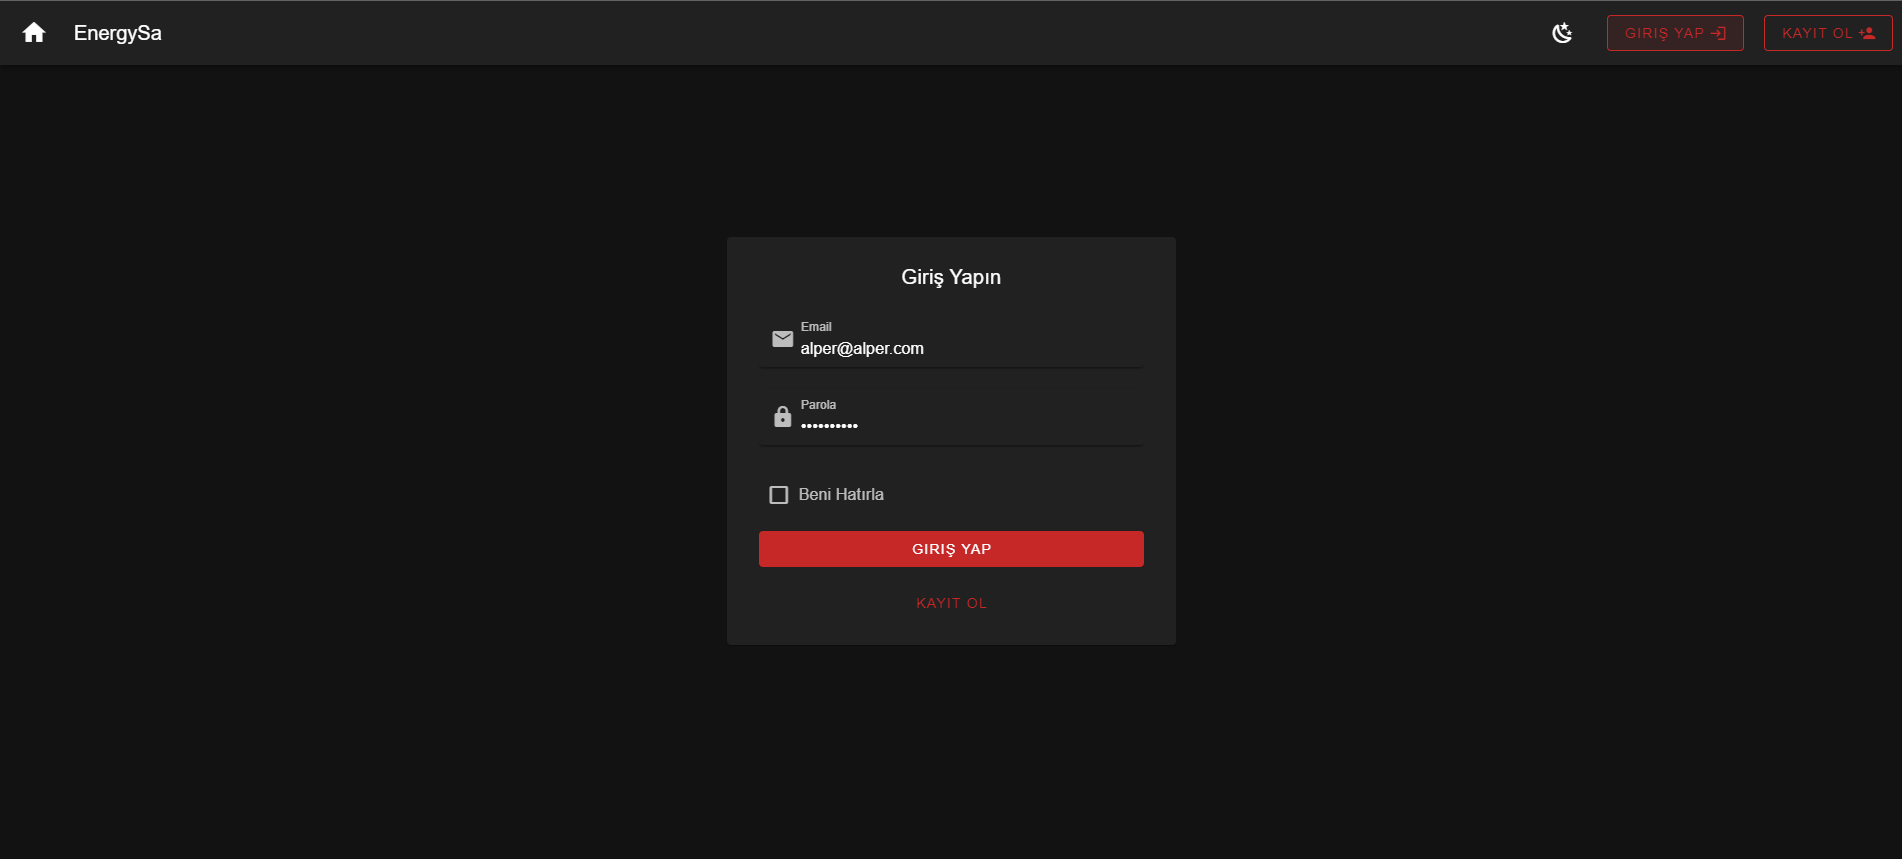 EnergySa
GIRIŞ YAP
KAYIT OL
Giriş Yapın
Email
alper@alper.com
Parola
••••••••••
Beni Hatırla
GIRIŞ YAP
KAYIT OL